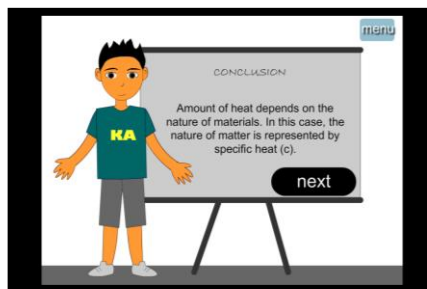 menu
CONCLUSION
Amount of heat depends on the
nature of materials. In this case, the
nature of matter is represented by
specific heat (c).
KA
next